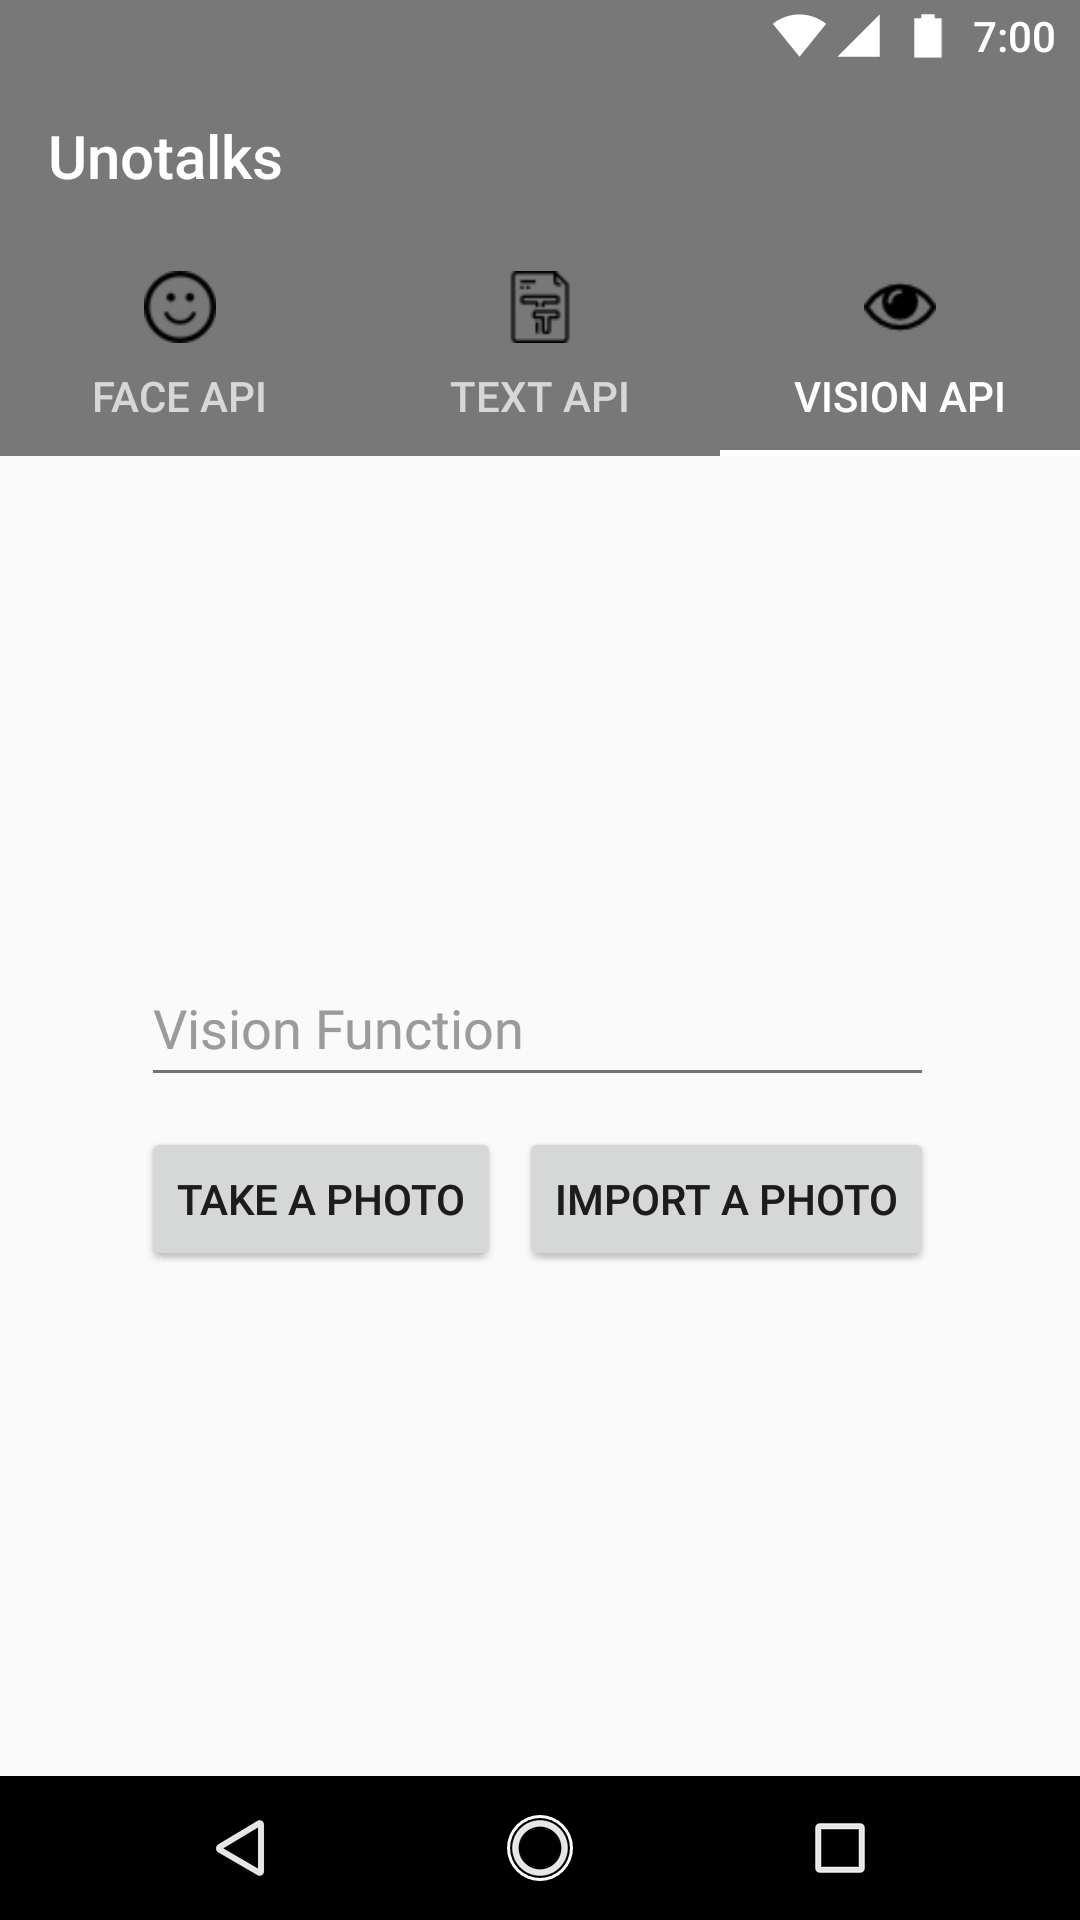 7:00
Unotalks
FACE API TEXT API VISION API
Vision Function
TAKE A PHOTO IMPORT A PHOTO